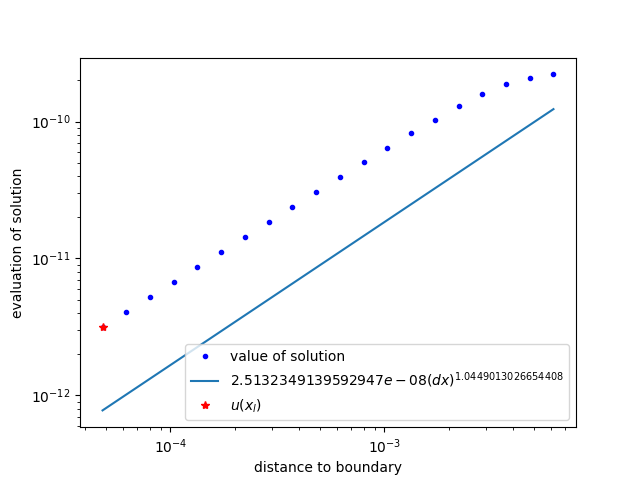 10⁻¹⁰
10⁻¹¹
10⁻¹²
evaluation of solution
value of solution
2.5132349139592947e − 08(dx)¹·⁰⁴⁴⁹⁰¹³⁰²⁶⁶⁵⁴⁴⁰⁸
u(x_l)
10⁻⁴ 10⁻³
distance to boundary